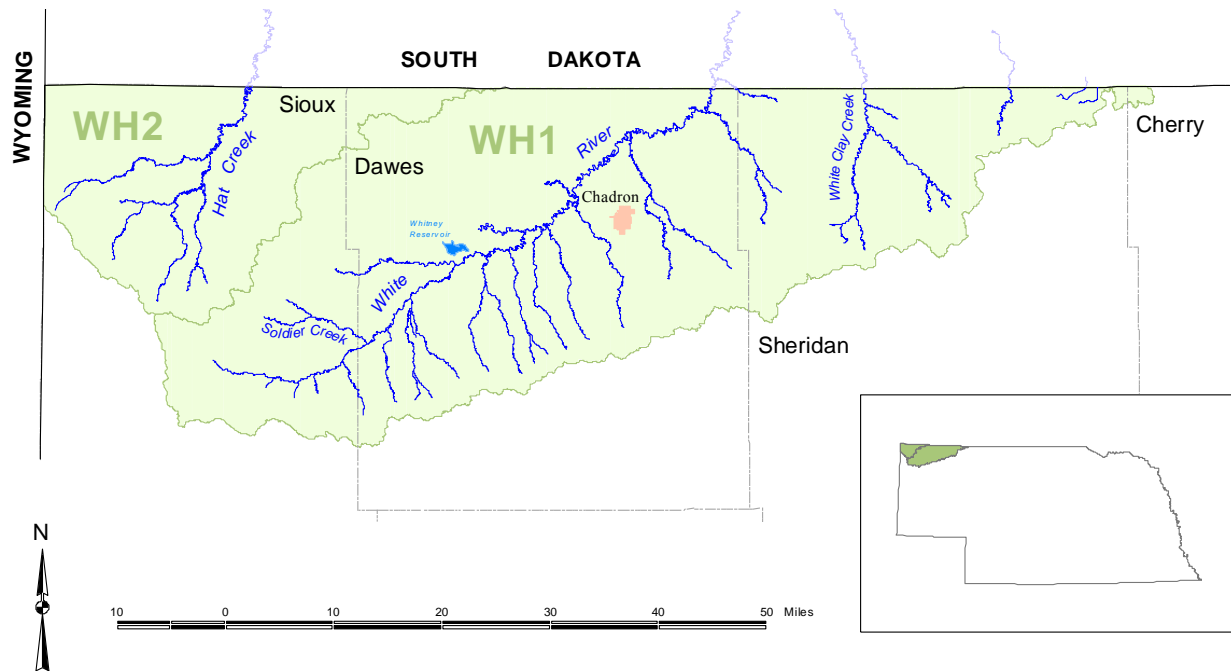 SOUTH DAKOTA
WYOMING
Sioux
WH2
WH1
Cherry
Hat Creek
Dawes
River
White Clay Creek
Chadron
Whitney
Reservoir
White
Soldier Creek
Sheridan
N
10 0 10 20 30 40 50 Miles